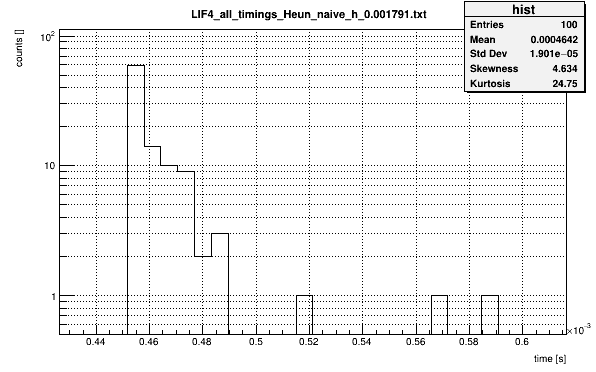 LIF4_all_timings_Heun_naive_h_0.001791.txt
hist
Entries 100
Mean 0.0004642
Std Dev 1.901e−05
Skewness 4.634
Kurtosis 24.75
counts []
10²
10
1
0.44 0.46 0.48 0.5 0.52 0.54 0.56 0.58 0.6
×10⁻³
time [s]